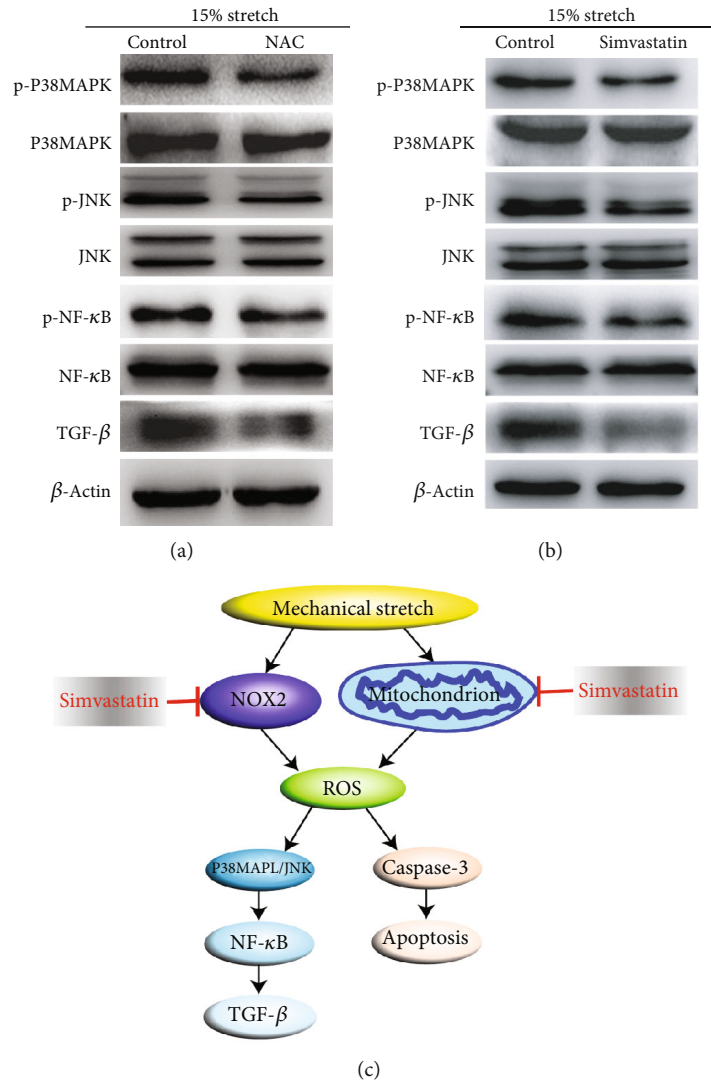 15% stretch
Control NAC
p-P38MAPK
P38MAPK
p-JNK
JNK
p-NF-κB
NF-κB
TGF-β
β-Actin
(a)
15% stretch
Control Simvastatin
p-P38MAPK
P38MAPK
p-JNK
JNK
p-NF-κB
NF-κB
TGF-β
β-Actin
(b)
Mechanical stretch
Simvastatin
NOX2
Mitochondrion
Simvastatin
ROS
P38MAPL/JNK
Caspase-3
NF-κB
Apoptosis
TGF-β
(c)